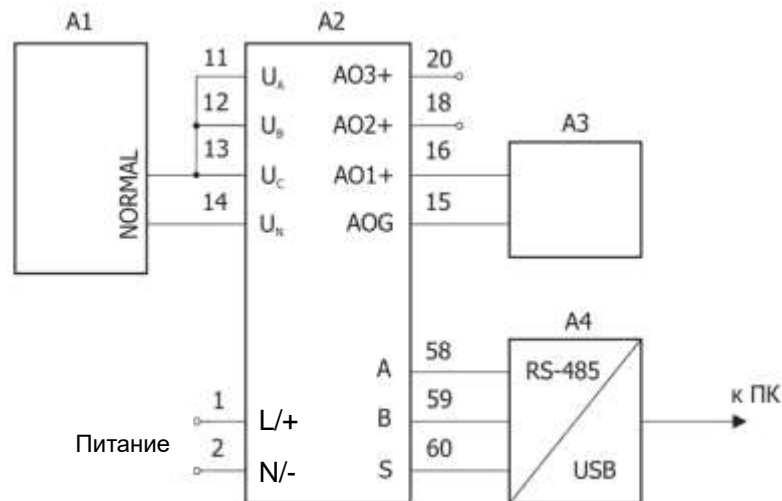 A1
A2
11
U_A
AO3+
20
12
U_B
AO2+
18
A3
13
U_C
AO1+
16
NORMAL
14
U_N
AOG
15
A4
A
58
RS-485
1
L/+
B
59
к ПК
Питание
2
N/-
S
60
USB